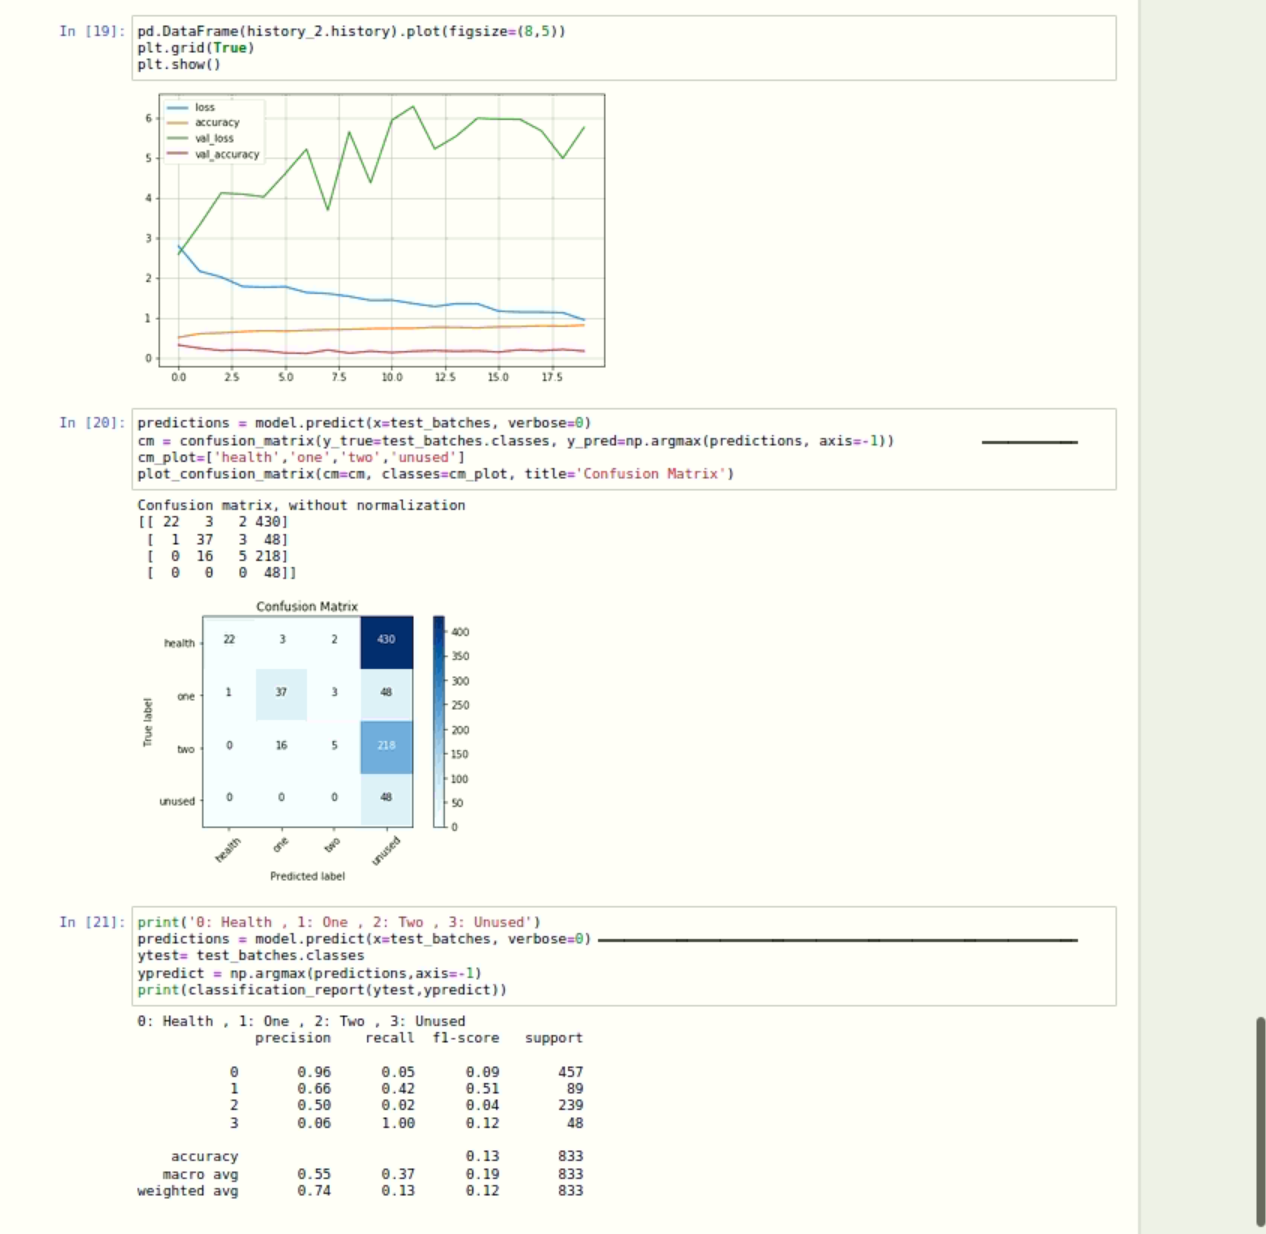 In [19]: pd.DataFrame(history_2.history).plot(figsize=(8,5))
plt.grid(True)
plt.show()
loss
accuracy
val_loss
val_accuracy
6
5
4
3
2
1
0
0.0 2.5 5.0 7.5 10.0 12.5 15.0 17.5
In [20]: predictions = model.predict(x=test_batches, verbose=0)
cm = confusion_matrix(y_true=test_batches.classes, y_pred=np.argmax(predictions, axis=-1))
cm_plot=['health','one','two','unused']
plot_confusion_matrix(cm=cm, classes=cm_plot, title='Confusion Matrix')
Confusion matrix, without normalization
[[ 22   3   2 430]
 [  1  37   3  48]
 [  0  16   5 218]
 [  0   0   0  48]]
Confusion Matrix
health 22 3 2 430
one 1 37 3 48
two 0 16 5 218
unused 0 0 0 48
True label
health one two unused
Predicted label
400
350
300
250
200
150
100
50
0
In [21]: print('0: Health , 1: One , 2: Two , 3: Unused')
predictions = model.predict(x=test_batches, verbose=0)
ytest= test_batches.classes
ypredict = np.argmax(predictions,axis=-1)
print(classification_report(ytest,ypredict))
0: Health , 1: One , 2: Two , 3: Unused
precision recall f1-score support
0 0.96 0.05 0.09 457
1 0.66 0.42 0.51 89
2 0.50 0.02 0.04 239
3 0.06 1.00 0.12 48
accuracy 0.13 833
macro avg 0.55 0.37 0.19 833
weighted avg 0.74 0.13 0.12 833